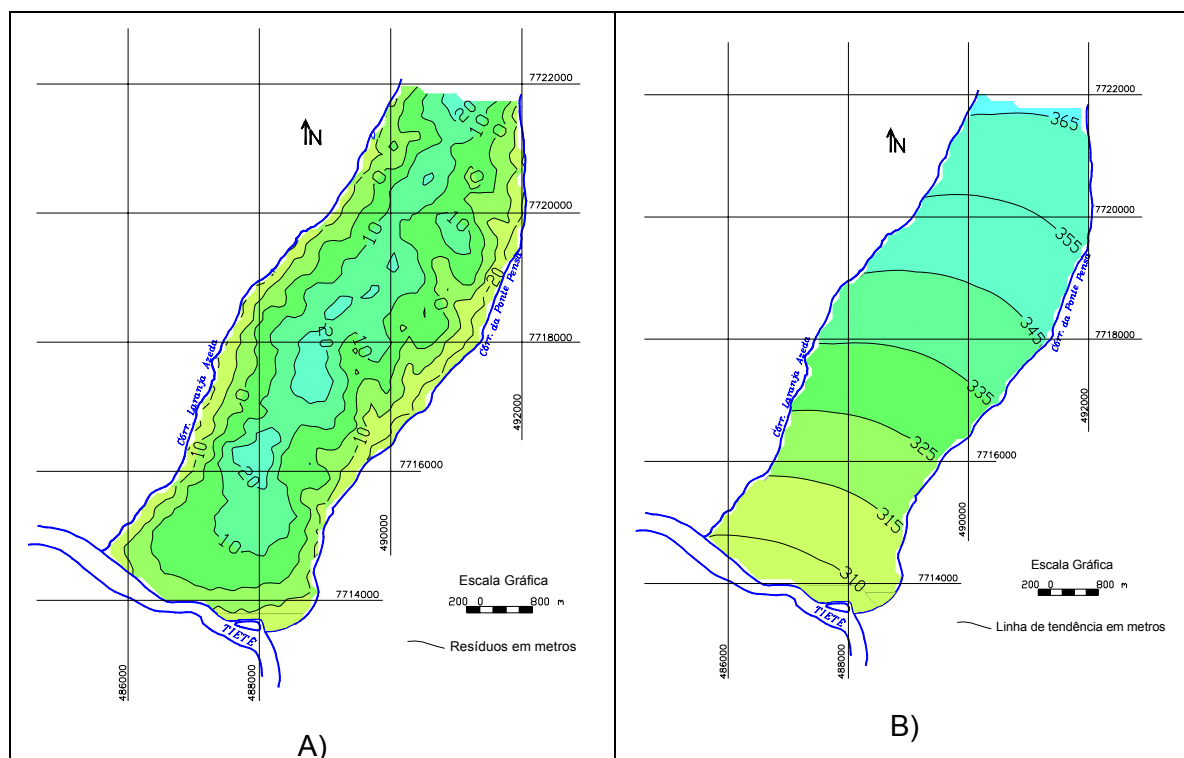 7722000
20
10
0
0
N
0
0
7720000
10
10
20
0
Córr. da Ponte Pensa
20
7718000
10
Córr. Laranja Azeda
0
492000
-10
-10
7716000
20
490000
10
Escala Gráfica
200 0 800 m
7714000
TIETÊ
Resíduos em metros
486000
488000
A)
7722000
365
N
7720000
355
Córr. da Ponte Pensa
345
7718000
Córr. Laranja Azeda
335
492000
325
7716000
315
490000
Escala Gráfica
310
7714000
200 0 800 m
TIETÊ
Linha de tendência em metros
486000
488000
B)